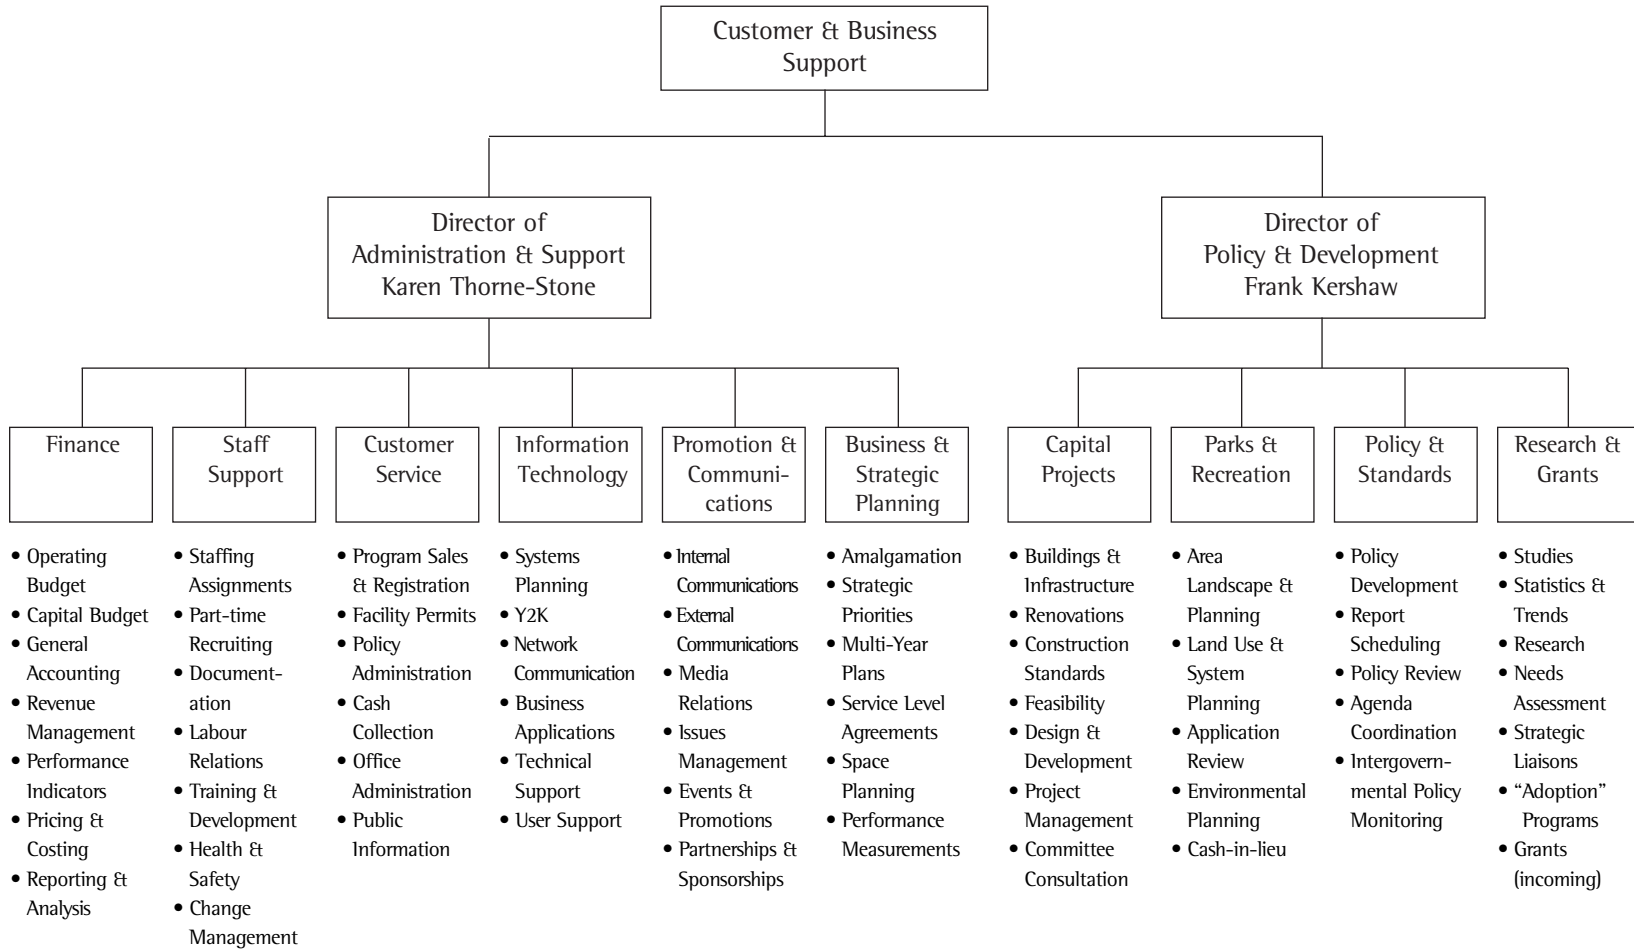 Customer & Business
Support
Director of
Administration & Support
Karen Thorne-Stone
Director of
Policy & Development
Frank Kershaw
Finance
• Operating
Budget
• Capital Budget
• General
Accounting
• Revenue
Management
• Performance
Indicators
• Pricing &
Costing
• Reporting &
Analysis
Staff
Support
• Staffing
Assignments
• Part-time
Recruiting
• Document-
ation
• Labour
Relations
• Training &
Development
• Health &
Safety
• Change
Management
Customer
Service
• Program Sales
& Registration
• Facility Permits
• Policy
Administration
• Cash
Collection
• Office
Administration
• Public
Information
Information
Technology
• Systems
Planning
• Y2K
• Network
Communication
• Business
Applications
• Technical
Support
• User Support
Promotion &
Communi-
cations
• Internal
Communications
• External
Communications
• Media
Relations
• Issues
Management
• Events &
Promotions
• Partnerships &
Sponsorships
Business &
Strategic
Planning
• Amalgamation
• Strategic
Priorities
• Multi-Year
Plans
• Service Level
Agreements
• Space
Planning
• Performance
Measurements
Capital
Projects
• Buildings &
Infrastructure
• Renovations
• Construction
Standards
• Feasibility
• Design &
Development
• Project
Management
• Committee
Consultation
Parks &
Recreation
• Area
Landscape &
Planning
• Land Use &
System
Planning
• Application
Review
• Environmental
Planning
• Cash-in-lieu
Policy &
Standards
• Policy
Development
• Report
Scheduling
• Policy Review
• Agenda
Coordination
• Intergovern-
mental Policy
Monitoring
Research &
Grants
• Studies
• Statistics &
Trends
• Research
• Needs
Assessment
• Strategic
Liaisons
• “Adoption”
Programs
• Grants
(incoming)